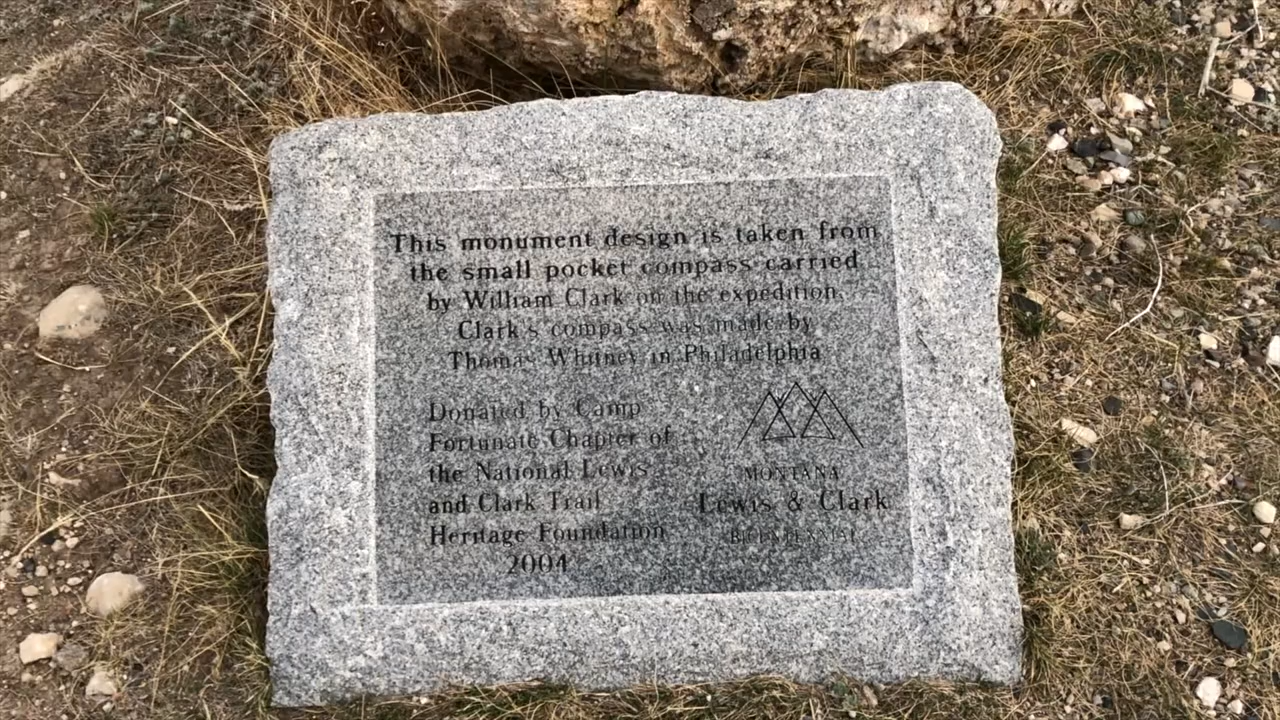 This monument design is taken from
the small pocket compass carried
by William Clark on the expedition.
Clark's compass was made by
Thomas Whitney in Philadelphia
Donated by Camp
Fortunate Chapter of
the National Lewis
and Clark Trail
Heritage Foundation
2004
MONTANA
Lewis & Clark
BICENTENNIAL